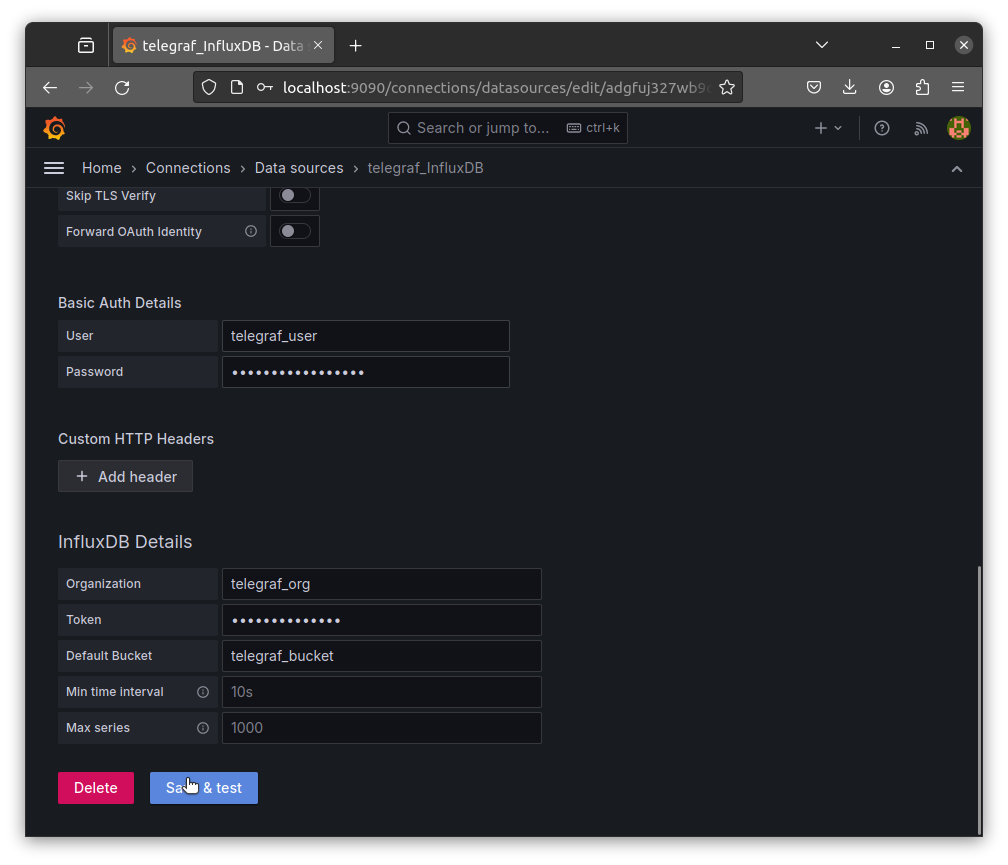 telegraf_InfluxDB - Data
localhost:9090/connections/datasources/edit/adgfuj327wb9
Search or jump to... ctrl+k
Home › Connections › Data sources › telegraf_InfluxDB
Skip TLS Verify
Forward OAuth Identity
Basic Auth Details
User telegraf_user
Password
Custom HTTP Headers
+ Add header
InfluxDB Details
Organization telegraf_org
Token
Default Bucket telegraf_bucket
Min time interval 10s
Max series 1000
Delete Save & test